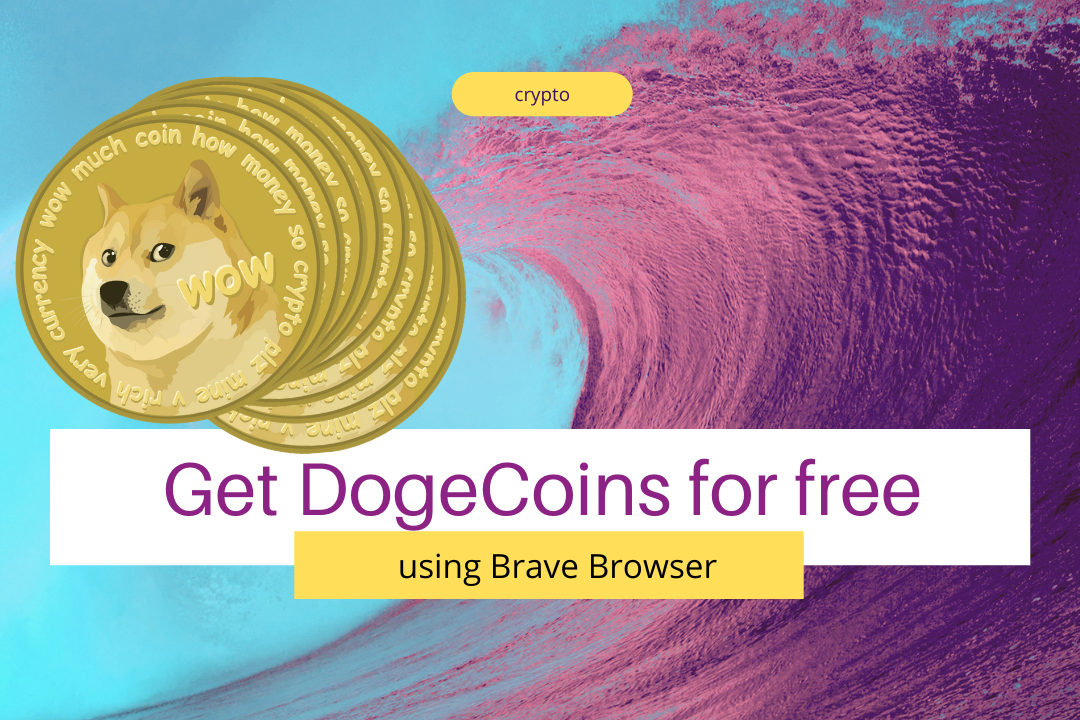 crypto
very currency wow much coin how money so crypto plz mine v rich
wow
Get DogeCoins for free
using Brave Browser